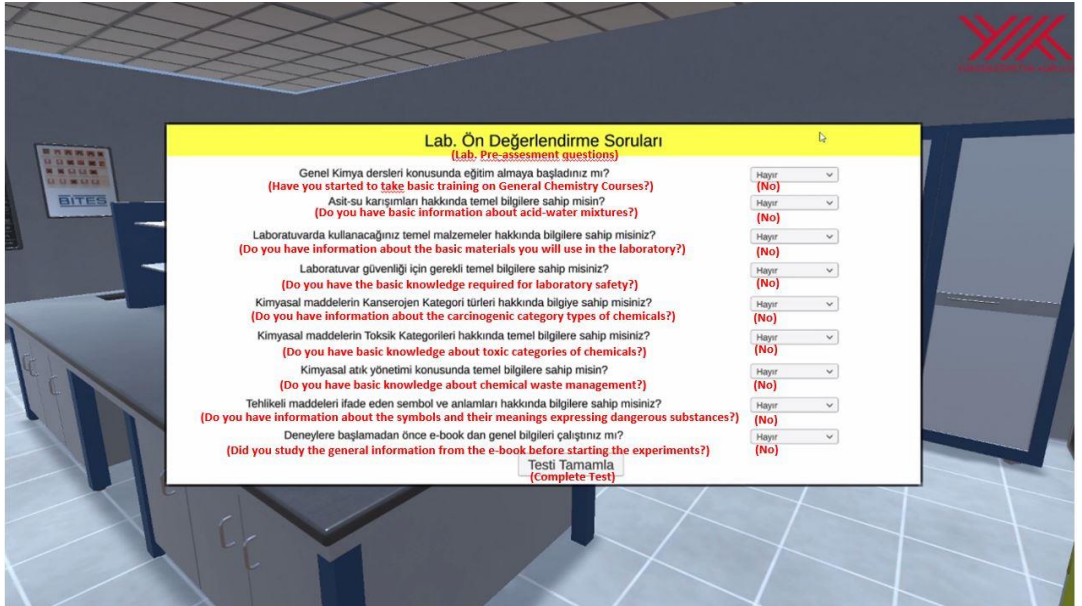 Lab. Ön Değerlendirme Soruları
(Lab. Pre-assesment questions)
Genel Kimya dersleri konusunda eğitim almaya başladınız mı? Hayır
(Have you started to take basic training on General Chemistry Courses?) (No)
Asit-su karışımları hakkında temel bilgilere sahip misin? Hayır
(Do you have basic information about acid-water mixtures?) (No)
Laboratuvarda kullanacağınız temel malzemeler hakkında bilgilere sahip misiniz? Hayır
(Do you have information about the basic materials you will use in the laboratory?) (No)
Laboratuvar güvenliği için gerekli temel bilgilere sahip misiniz? Hayır
(Do you have the basic knowledge required for laboratory safety?) (No)
Kimyasal maddelerin Kanserojen Kategori türleri hakkında bilgiye sahip misiniz? Hayır
(Do you have information about the carcinogenic category types of chemicals?) (No)
Kimyasal maddelerin Toksik Kategorileri hakkında temel bilgilere sahip misiniz? Hayır
(Do you have basic knowledge about toxic categories of chemicals?) (No)
Kimyasal atık yönetimi konusunda temel bilgilere sahip misin? Hayır
(Do you have basic knowledge about chemical waste management?) (No)
Tehlikeli maddeleri ifade eden sembol ve anlamları hakkında bilgilere sahip misiniz? Hayır
(Do you have information about the symbols and their meanings expressing dangerous substances?) (No)
Deneylere başlamadan önce e-book dan genel bilgileri çalıştınız mı? Hayır
(Did you study the general information from the e-book before starting the experiments?) (No)
Testi Tamamla
(Complete Test)
BITES